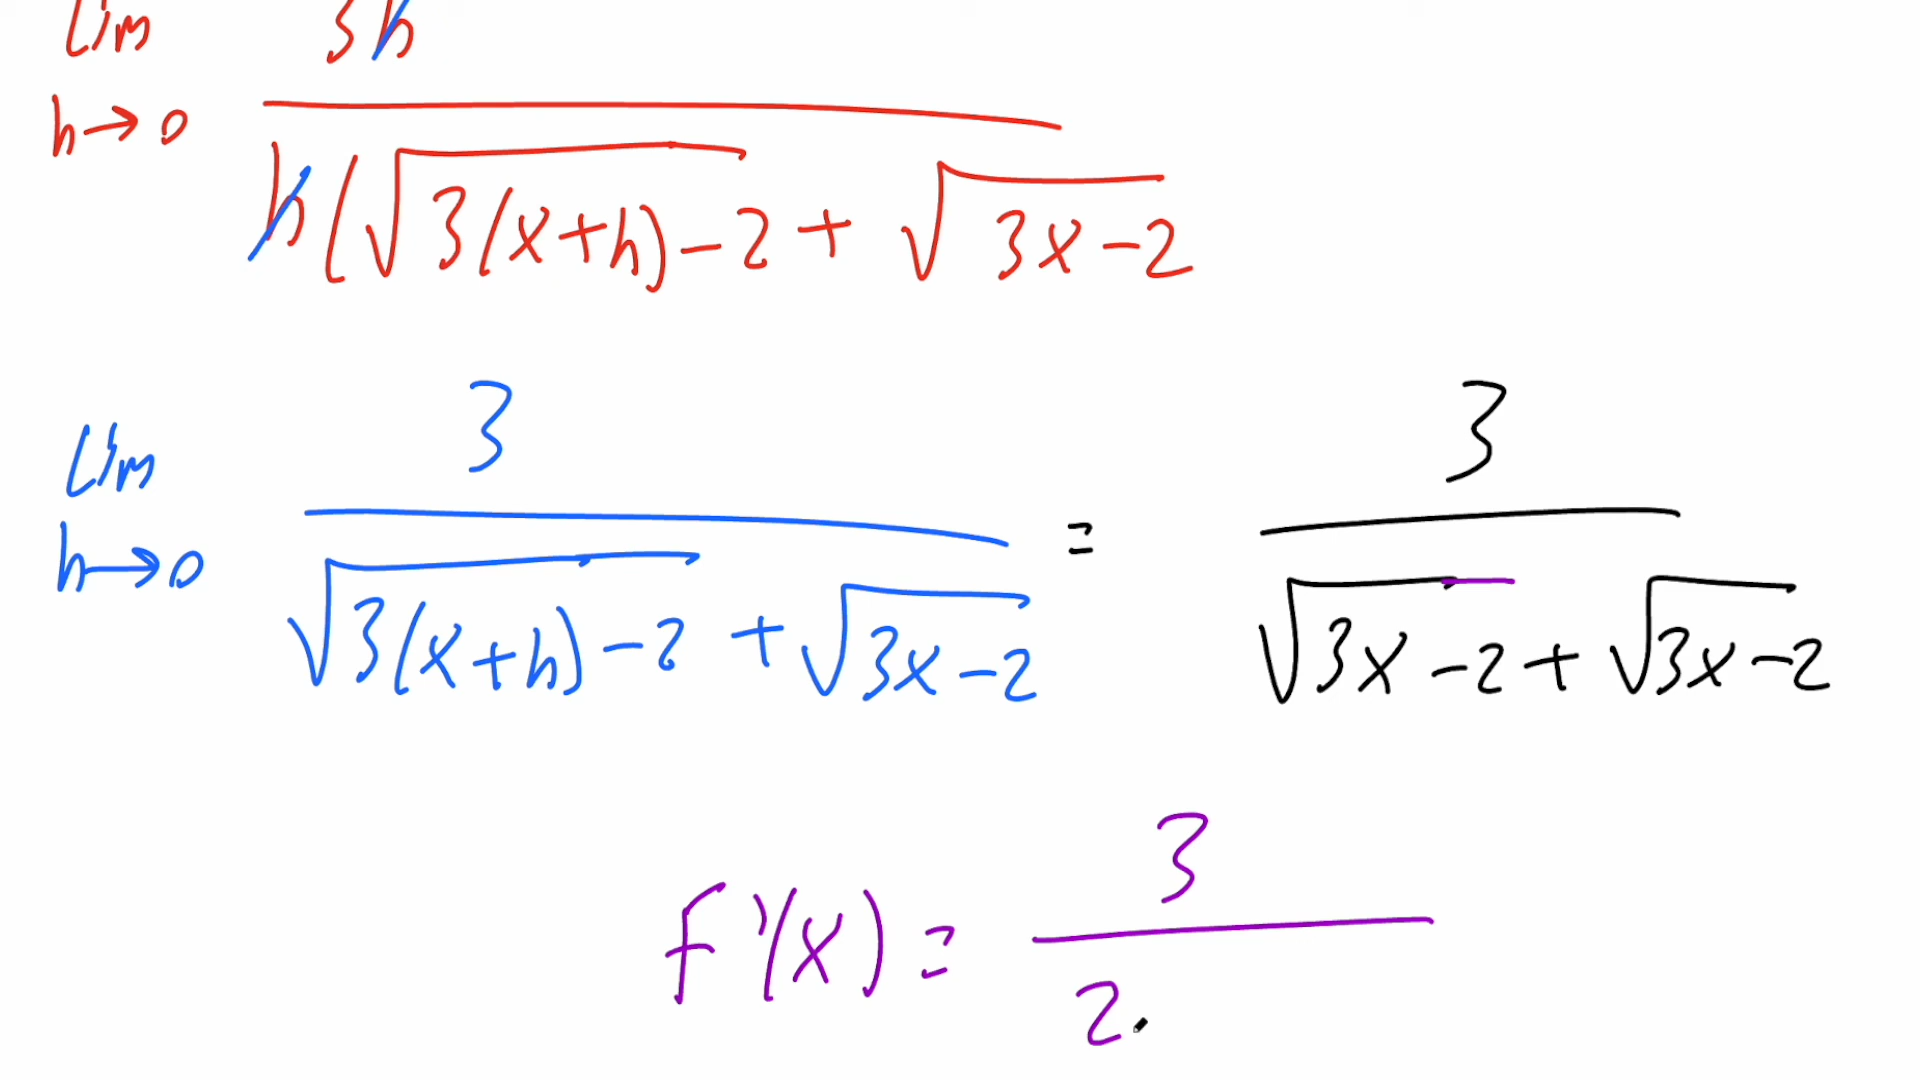 lim 3h
h→0
h(√3(x+h)-2 + √3x-2
lim 3 3
h→0 =
√3(x+h)-2 + √3x-2 √3x-2 + √3x-2
3
f'(x) =
2